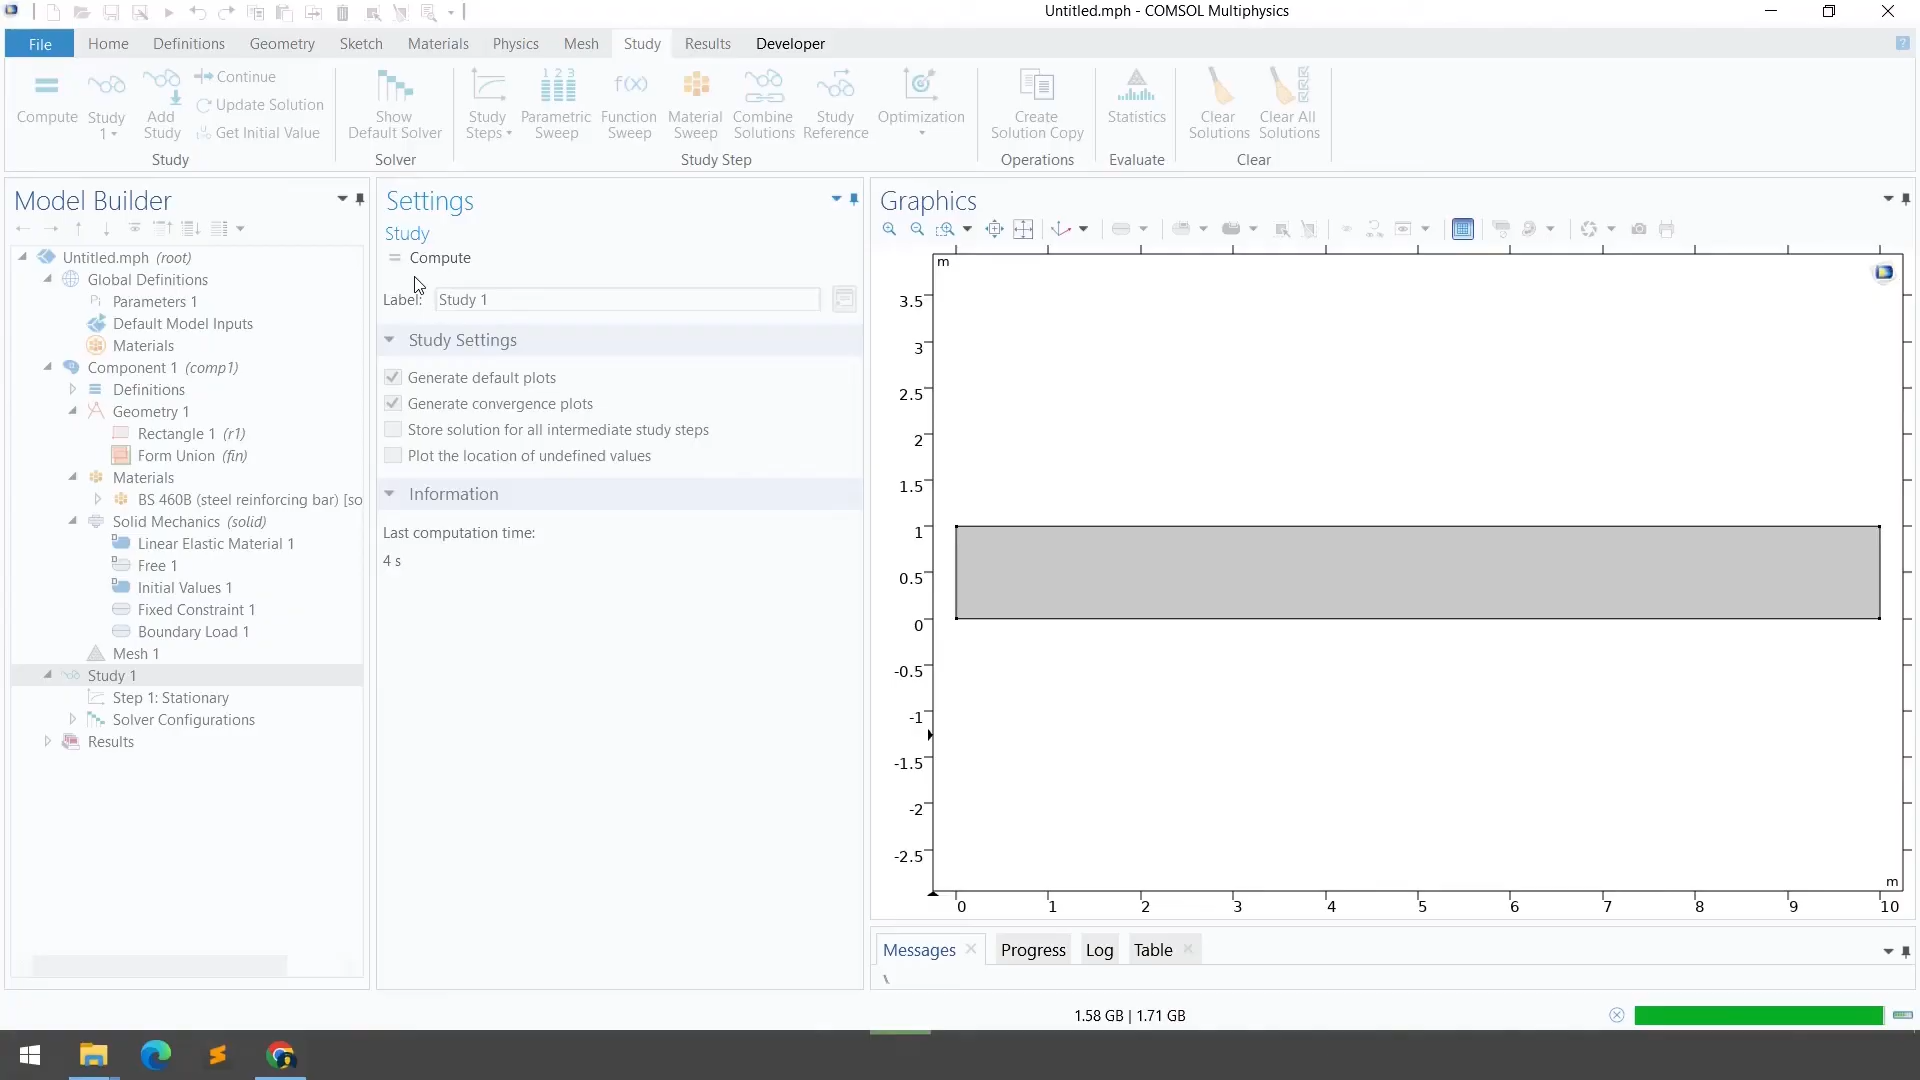 Untitled.mph - COMSOL Multiphysics
File Home Definitions Geometry Sketch Materials Physics Mesh Study Results Developer
Compute
Study
1
Add
Study
Continue
Update Solution
Get Initial Value
Study
Show
Default Solver
Solver
Study
Steps
1 2 3
Parametric
Sweep
f(x)
Function
Sweep
Material
Sweep
Combine
Solutions
Study
Reference
Optimization
Study Step
Create
Solution Copy
Operations
Statistics
Evaluate
Clear
Solutions
Clear All
Solutions
Clear
Model Builder
Untitled.mph (root)
Global Definitions
Pi Parameters 1
Default Model Inputs
Materials
Component 1 (comp1)
Definitions
Geometry 1
Rectangle 1 (r1)
Form Union (fin)
Materials
BS 460B (steel reinforcing bar) [so
Solid Mechanics (solid)
Linear Elastic Material 1
Free 1
Initial Values 1
Fixed Constraint 1
Boundary Load 1
Mesh 1
Study 1
Step 1: Stationary
Solver Configurations
Results
Settings
Study
= Compute
Label: Study 1
Study Settings
Generate default plots
Generate convergence plots
Store solution for all intermediate study steps
Plot the location of undefined values
Information
Last computation time:
4 s
Graphics
m
3.5
3
2.5
2
1.5
1
0.5
0
-0.5
-1
-1.5
-2
-2.5
m
0 1 2 3 4 5 6 7 8 9 10
Messages Progress Log Table
1.58 GB | 1.71 GB